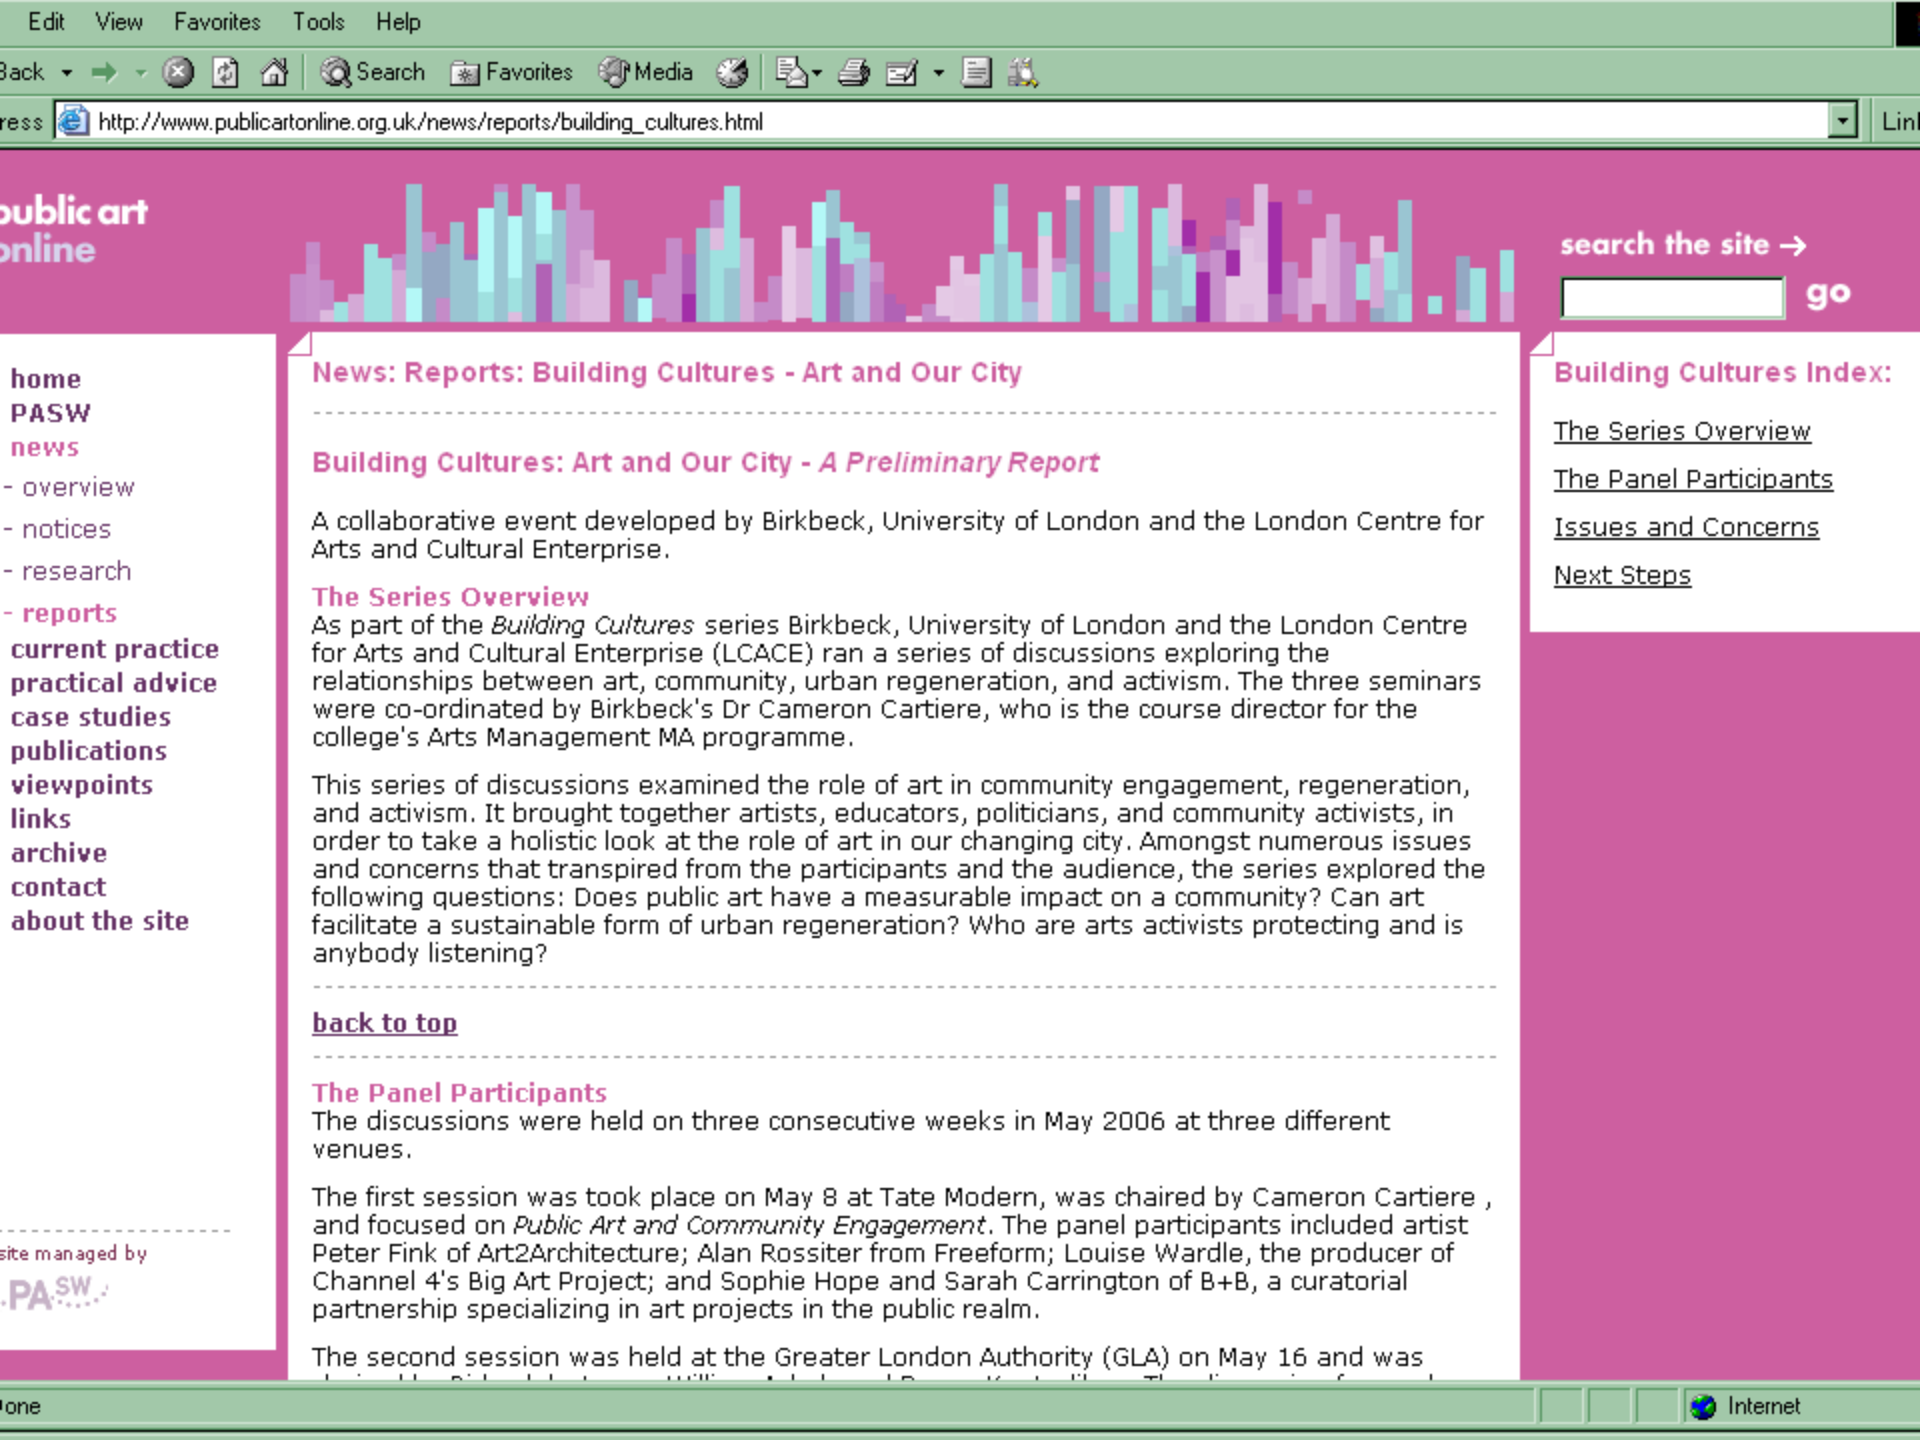 Edit View Favorites Tools Help
Back Search Favorites Media
ress http://www.publicartonline.org.uk/news/reports/building_cultures.html Lin
public art
online
search the site →
go
home
PASW
news
- overview
- notices
- research
- reports
current practice
practical advice
case studies
publications
viewpoints
links
archive
contact
about the site
site managed by
PASW
News: Reports: Building Cultures - Art and Our City
Building Cultures: Art and Our City - A Preliminary Report
A collaborative event developed by Birkbeck, University of London and the London Centre for
Arts and Cultural Enterprise.
The Series Overview
As part of the Building Cultures series Birkbeck, University of London and the London Centre
for Arts and Cultural Enterprise (LCACE) ran a series of discussions exploring the
relationships between art, community, urban regeneration, and activism. The three seminars
were co-ordinated by Birkbeck's Dr Cameron Cartiere, who is the course director for the
college's Arts Management MA programme.
This series of discussions examined the role of art in community engagement, regeneration,
and activism. It brought together artists, educators, politicians, and community activists, in
order to take a holistic look at the role of art in our changing city. Amongst numerous issues
and concerns that transpired from the participants and the audience, the series explored the
following questions: Does public art have a measurable impact on a community? Can art
facilitate a sustainable form of urban regeneration? Who are arts activists protecting and is
anybody listening?
back to top
The Panel Participants
The discussions were held on three consecutive weeks in May 2006 at three different
venues.
The first session was took place on May 8 at Tate Modern, was chaired by Cameron Cartiere ,
and focused on Public Art and Community Engagement. The panel participants included artist
Peter Fink of Art2Architecture; Alan Rossiter from Freeform; Louise Wardle, the producer of
Channel 4's Big Art Project; and Sophie Hope and Sarah Carrington of B+B, a curatorial
partnership specializing in art projects in the public realm.
The second session was held at the Greater London Authority (GLA) on May 16 and was
Building Cultures Index:
The Series Overview
The Panel Participants
Issues and Concerns
Next Steps
one
Internet